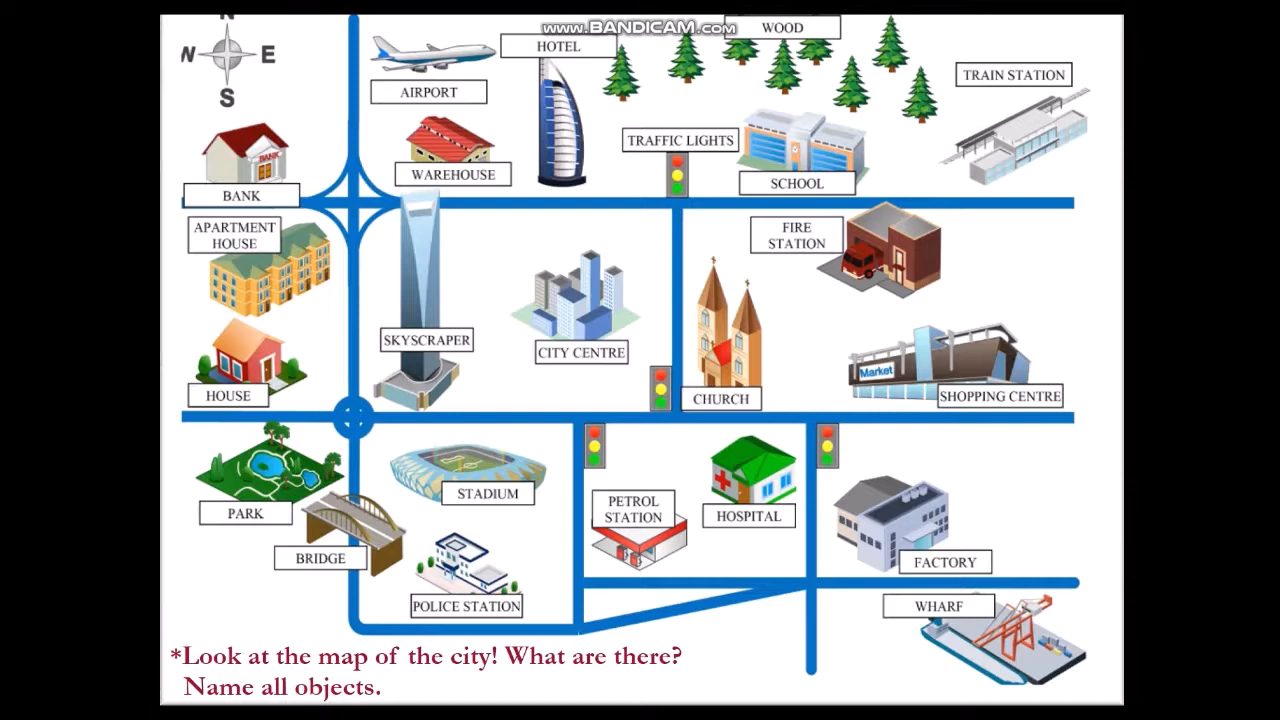 www.BANDICAM.com
N
W E
S
AIRPORT
HOTEL
WOOD
TRAIN STATION
BANK
BANK
WAREHOUSE
TRAFFIC LIGHTS
SCHOOL
APARTMENT
HOUSE
FIRE
STATION
SKYSCRAPER
CITY CENTRE
Market
HOUSE
CHURCH
SHOPPING CENTRE
PARK
STADIUM
PETROL
STATION
HOSPITAL
BRIDGE
FACTORY
POLICE STATION
WHARF
*Look at the map of the city! What are there?
Name all objects.